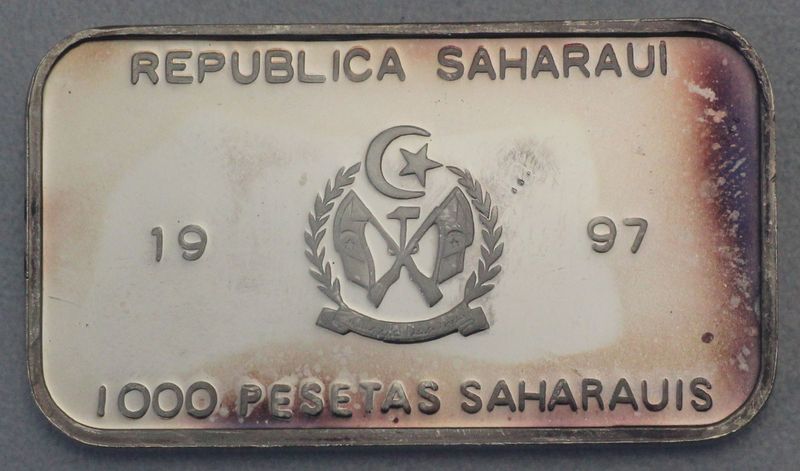 REPUBLICA SAHARAUI
19 97
1000 PESETAS SAHARAUIS